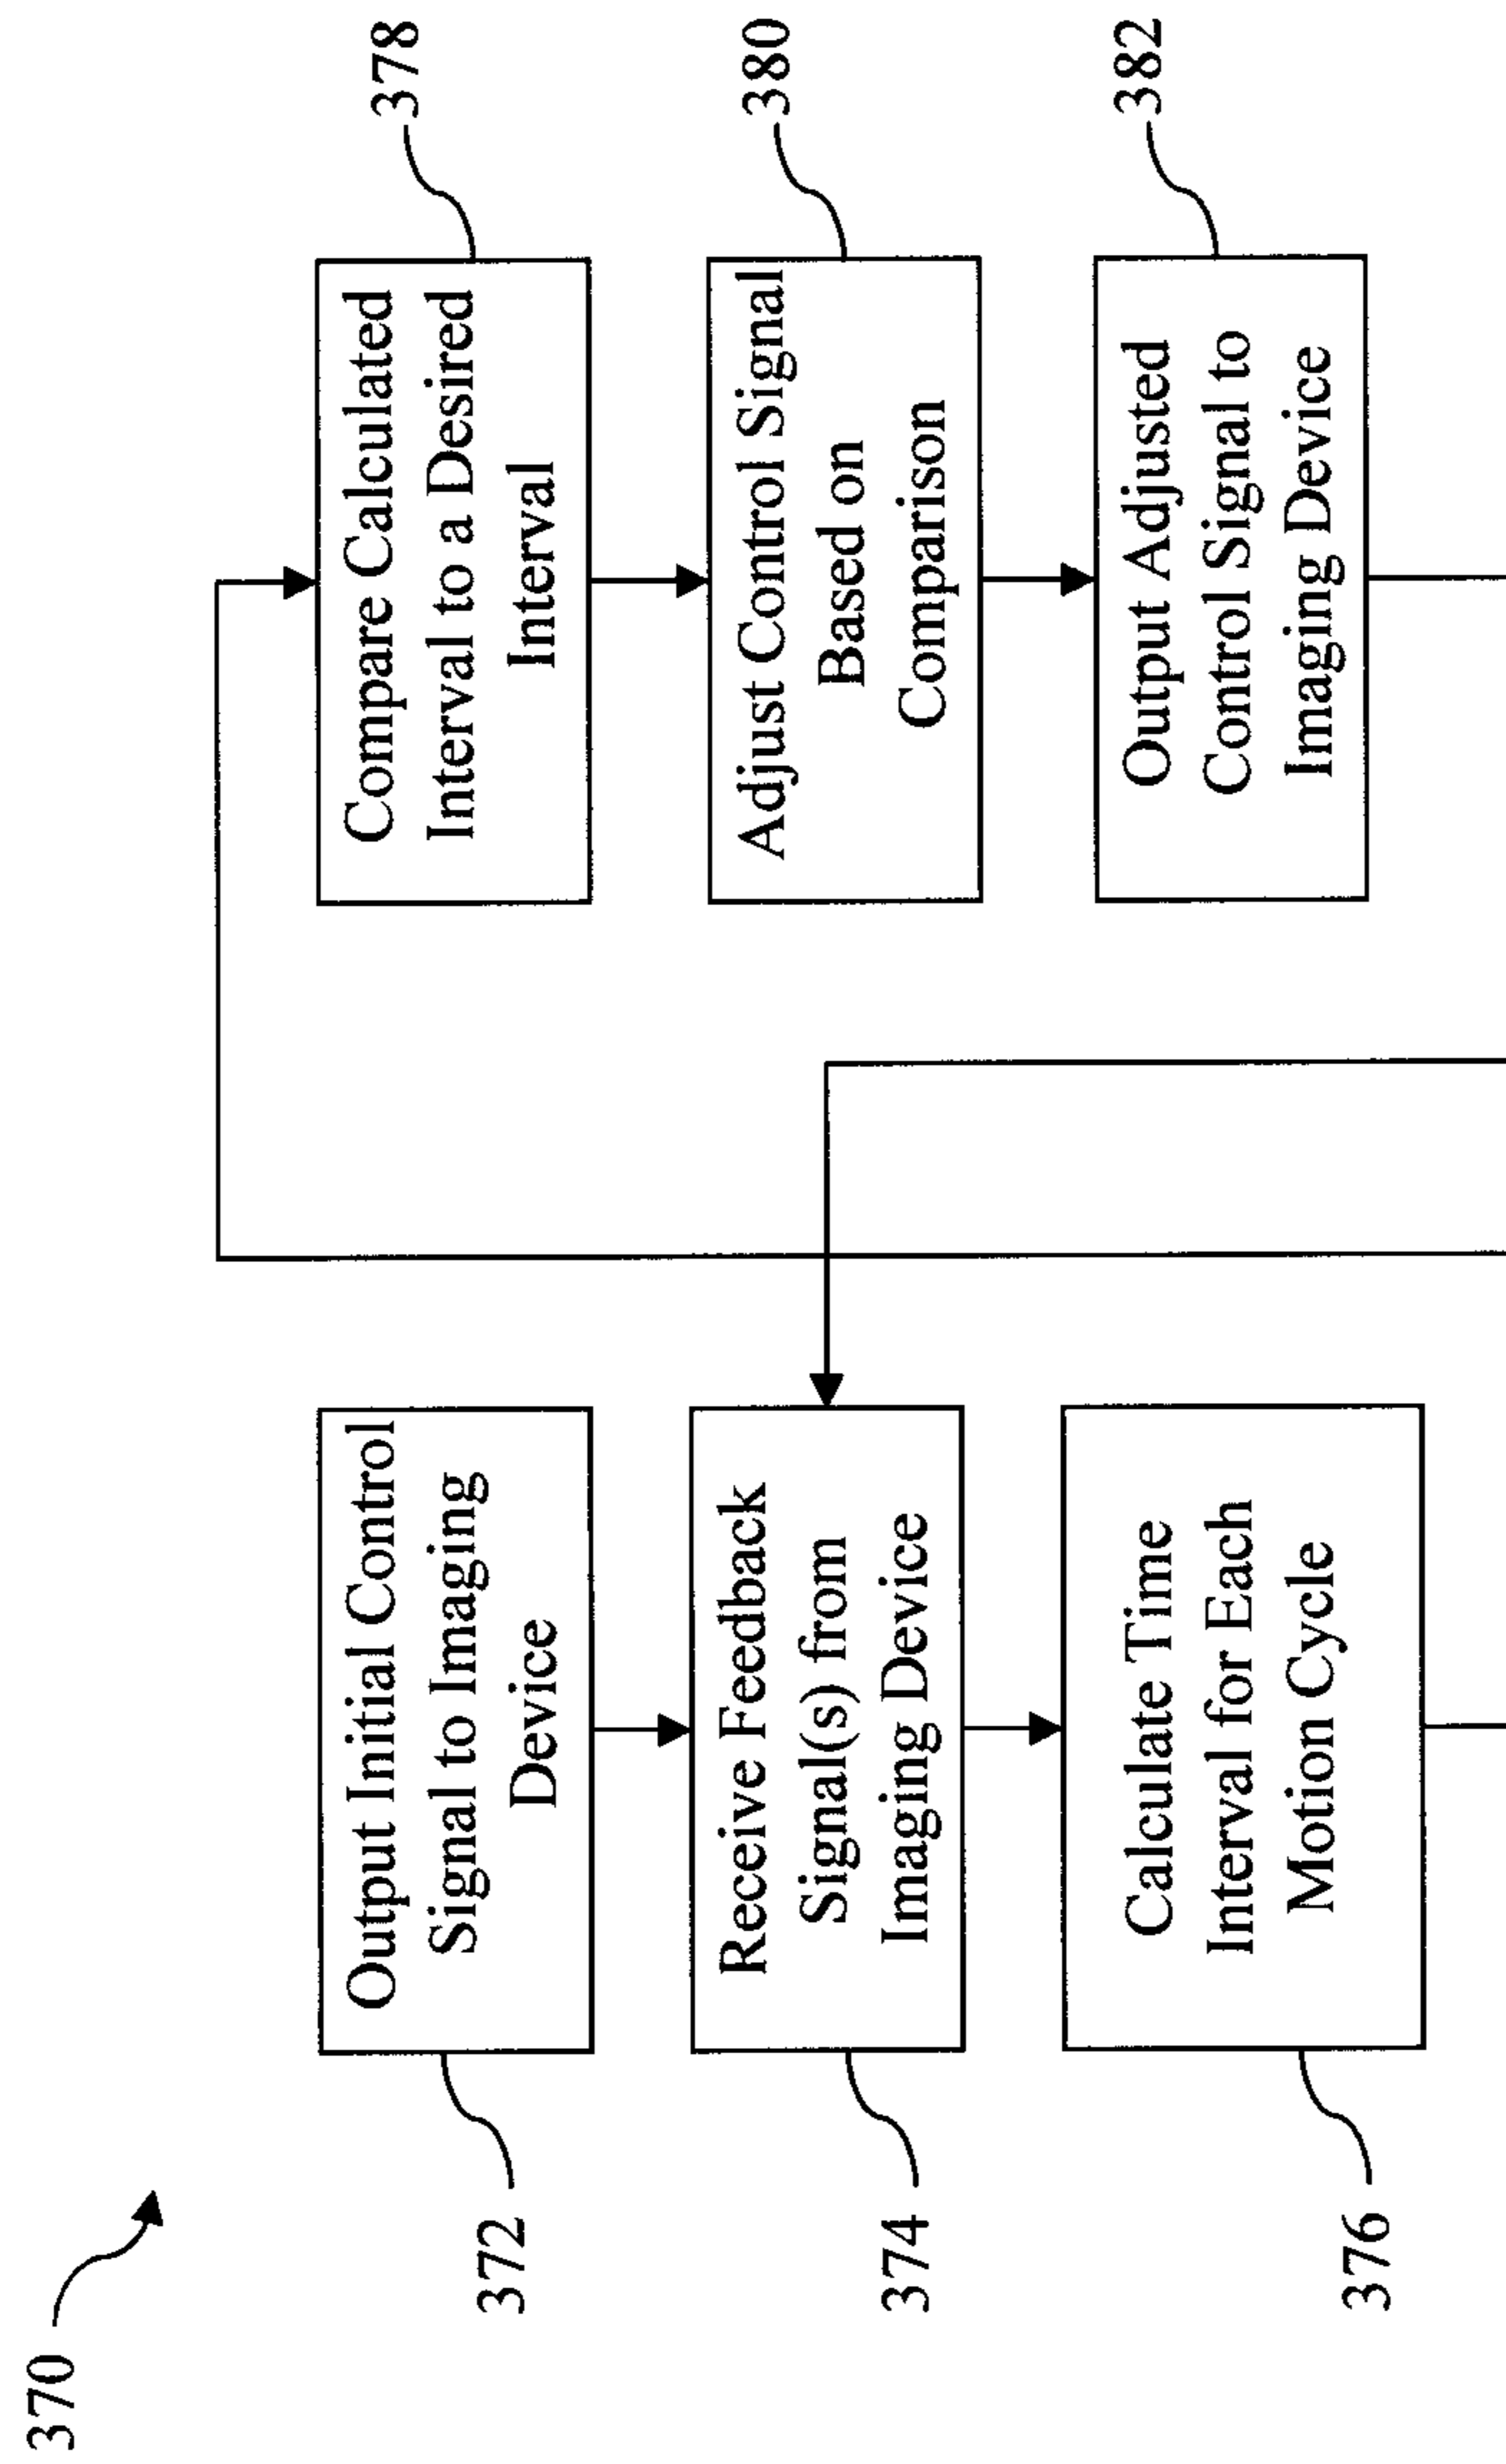 370
372
Output Initial Control
Signal to Imaging
Device
374
Receive Feedback
Signal(s) from
Imaging Device
376
Calculate Time
Interval for Each
Motion Cycle
378
Compare Calculated
Interval to a Desired
Interval
380
Adjust Control Signal
Based on
Comparison
382
Output Adjusted
Control Signal to
Imaging Device